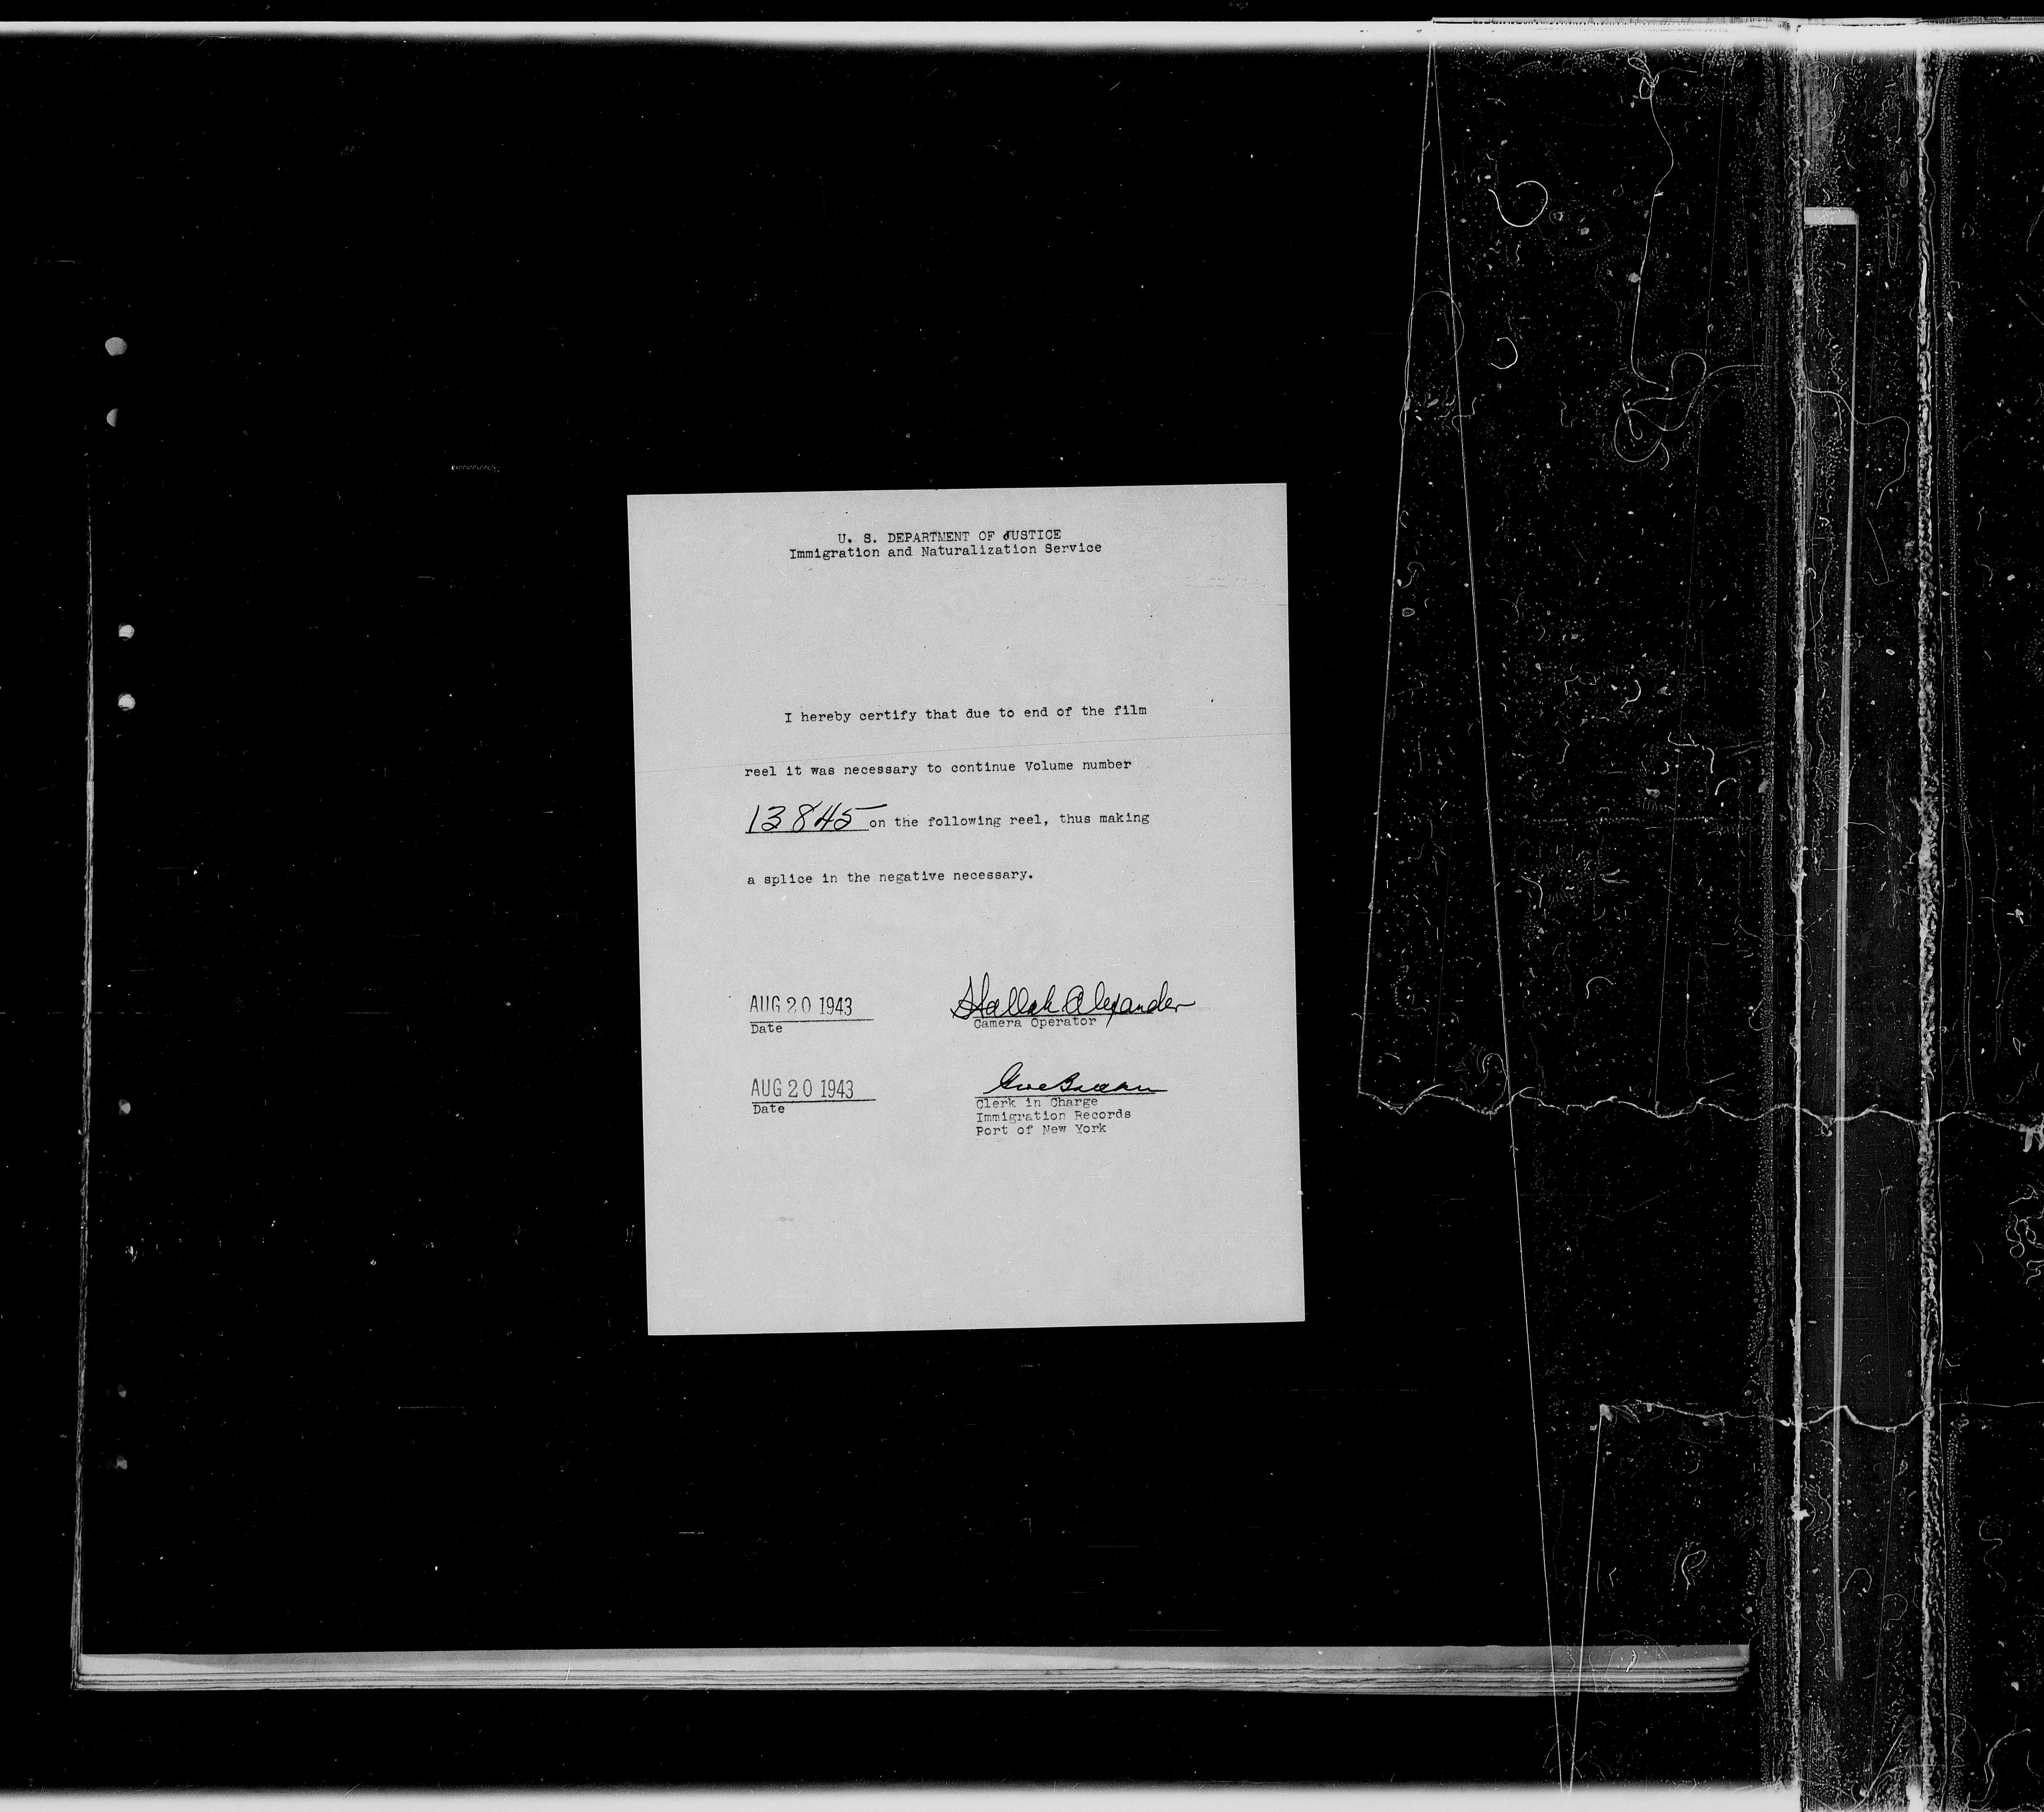 U. S. DEPARTMENT OF JUSTICE
Immigration and Naturalization Service
I hereby certify that due to end of the film
reel it was necessary to continue Volume number
13845 on the following reel, thus making
a splice in the negative necessary.
AUG 20 1943 Hallah Alexander
Date Camera Operator
AUG 20 1943
Date Clerk in Charge
Immigration Records
Port of New York